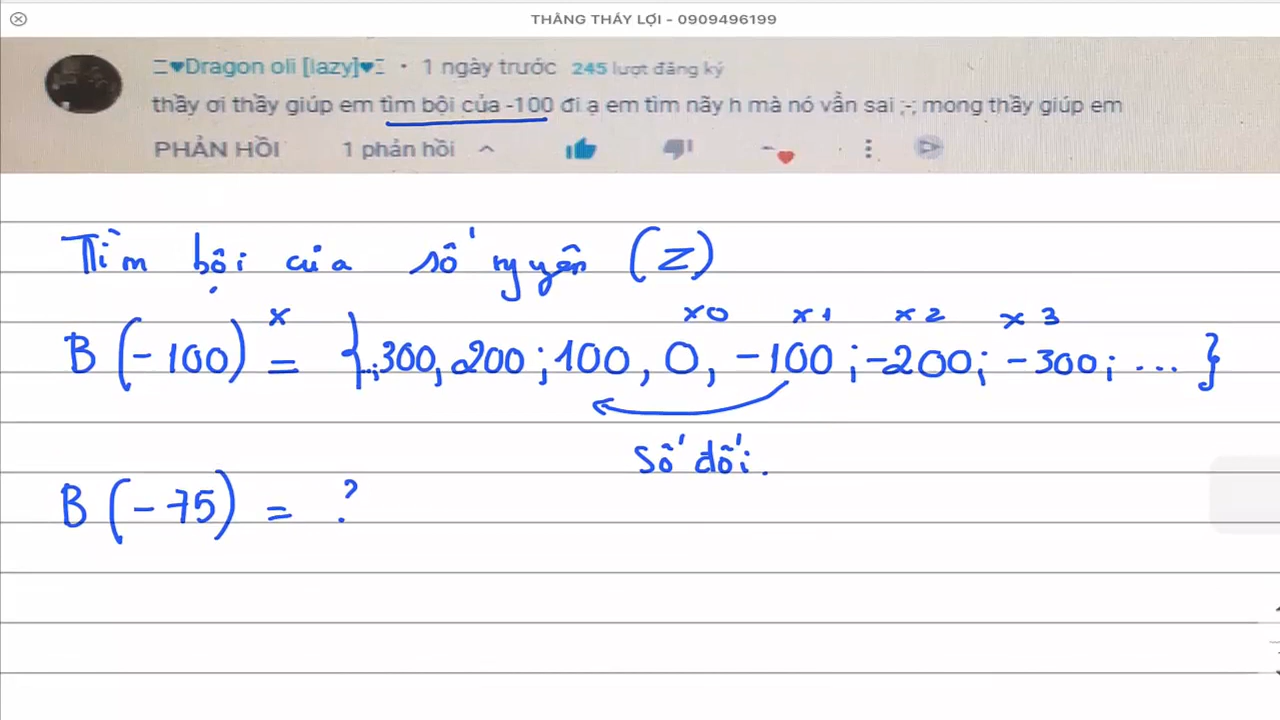 THẦNG THẦY LỢI - 0909496199
♥Dragon oli [lazy]♥ • 1 ngày trước 245 lượt đăng ký
thầy ơi thầy giúp em tìm bội của -100 đi ạ em tìm nãy h mà nó vẫn sai ;-; mong thầy giúp em
PHẢN HỒI 1 phản hồi
Tìm bội của số nguyên (Z)
x x0 x1 x2 x3
B (-100) = {..; 300, 200; 100, 0, -100; -200; -300; ... }
số đối.
B (-75) = ?